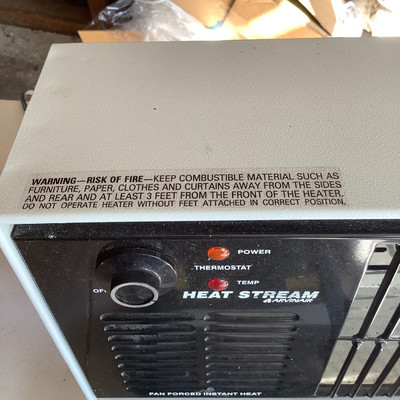 WARNING—RISK OF FIRE—KEEP COMBUSTIBLE MATERIAL SUCH AS
FURNITURE, PAPER, CLOTHES AND CURTAINS AWAY FROM THE SIDES
AND REAR AND AT LEAST 3 FEET FROM THE FRONT OF THE HEATER.
DO NOT OPERATE HEATER WITHOUT FEET ATTACHED IN CORRECT POSITION.
POWER
THERMOSTAT
TEMP
OFF
HEAT STREAM
ARVINAIR
FAN FORCED INSTANT HEAT